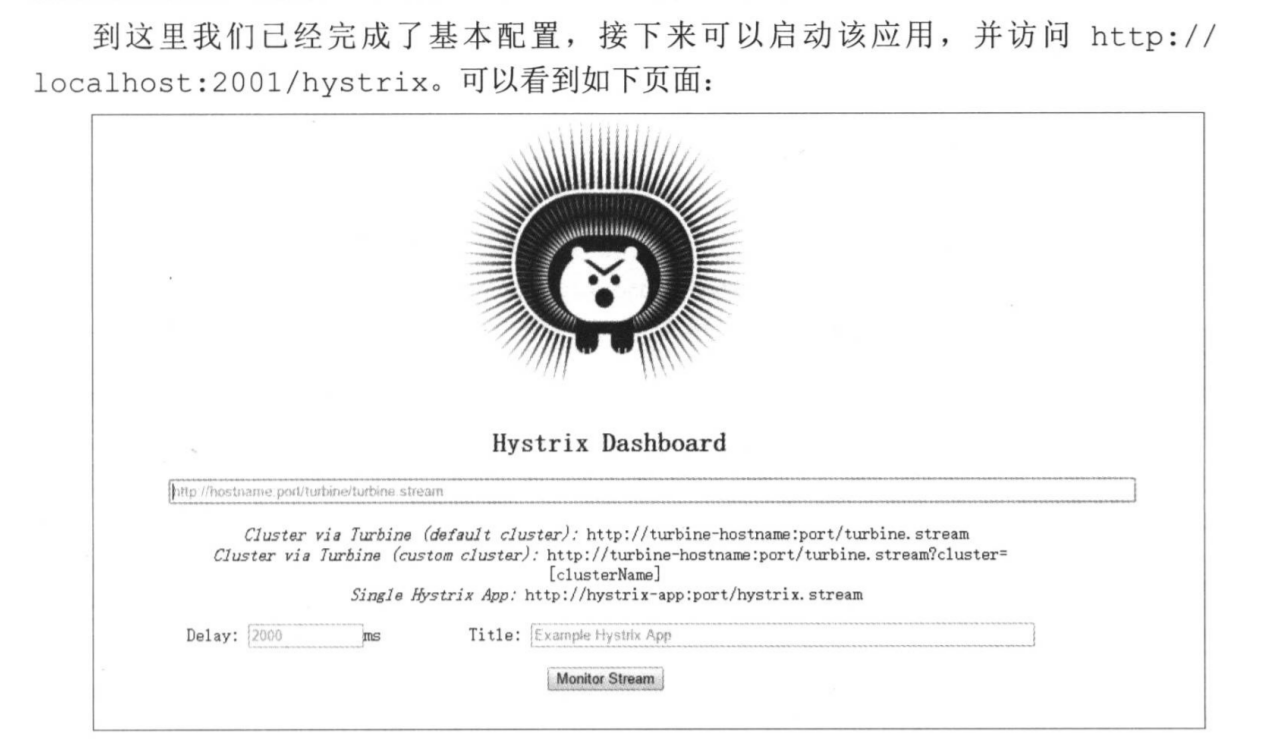 到这里我们已经完成了基本配置，接下来可以启动该应用，并访问 http://
localhost:2001/hystrix。可以看到如下页面：
Hystrix Dashboard
http://hostname:port/turbine/turbine.stream
Cluster via Turbine (default cluster): http://turbine-hostname:port/turbine.stream
Cluster via Turbine (custom cluster): http://turbine-hostname:port/turbine.stream?cluster=
[clusterName]
Single Hystrix App: http://hystrix-app:port/hystrix.stream
Delay: 2000 ms Title: Example Hystrix App
Monitor Stream